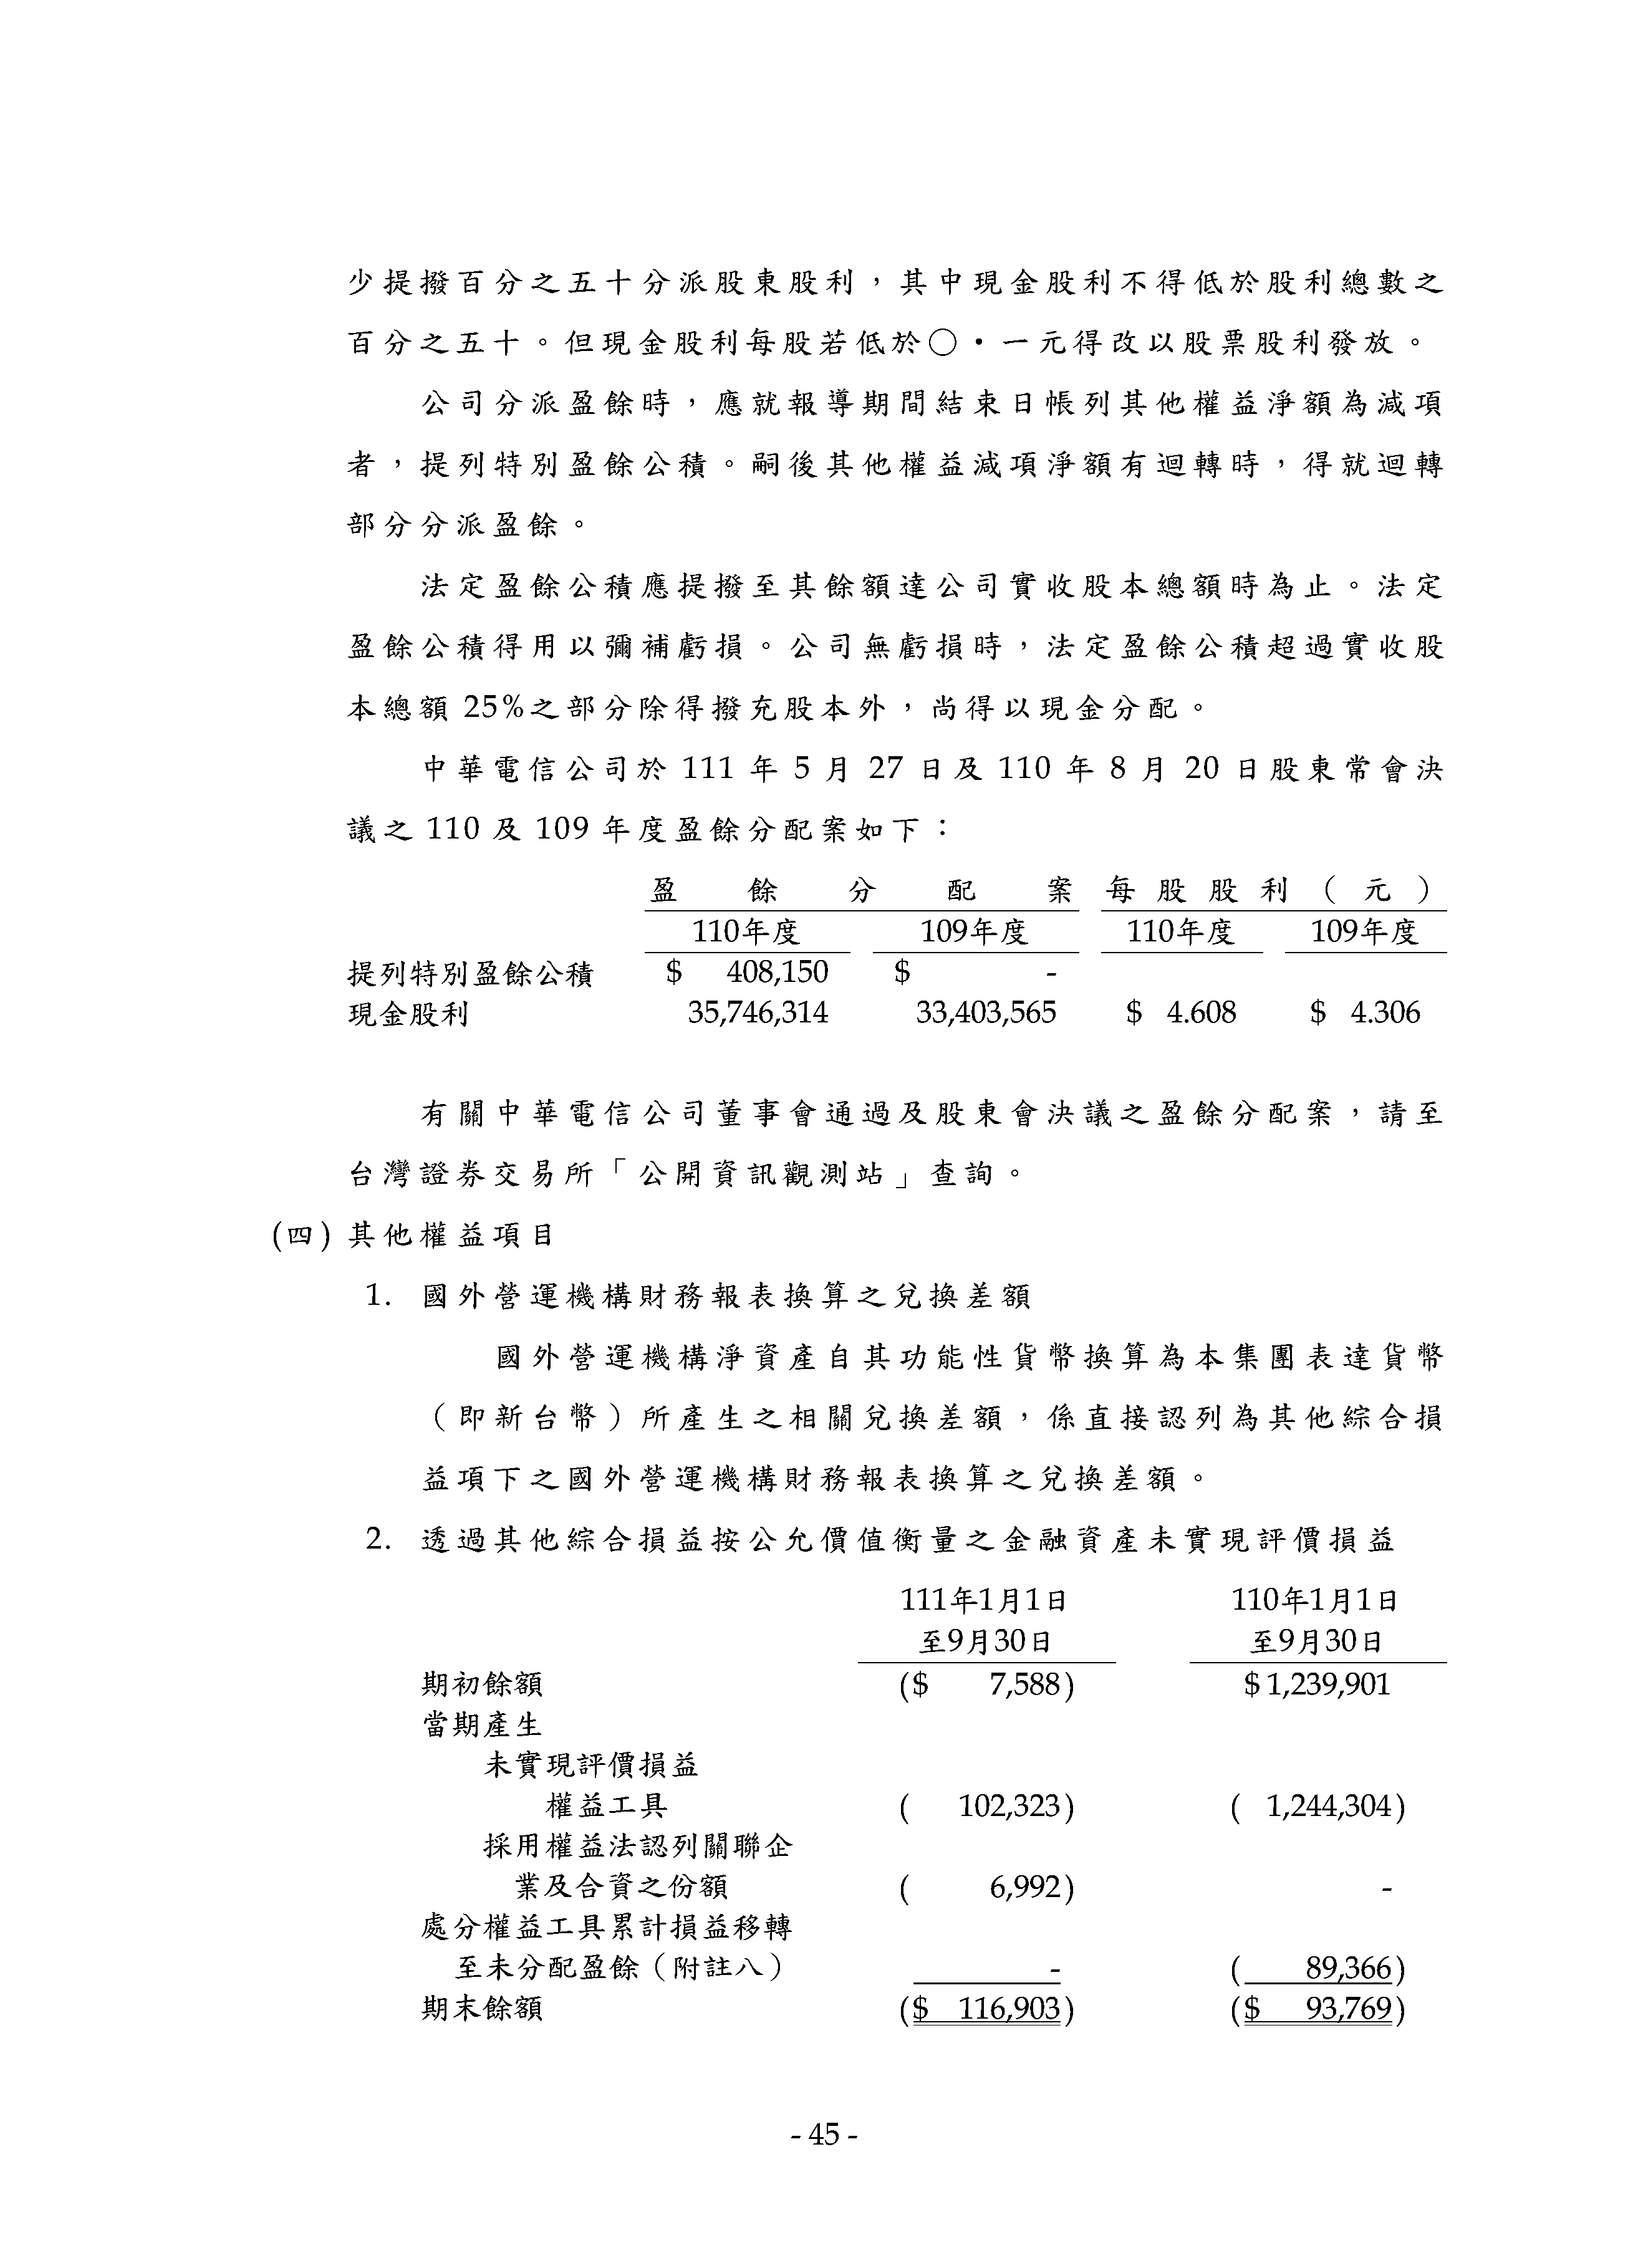 少提撥百分之五十分派股東股利，其中現金股利不得低於股利總數之
百分之五十。但現金股利每股若低於○•一元得改以股票股利發放。
公司分派盈餘時，應就報導期間結束日帳列其他權益淨額為減項
者，提列特別盈餘公積。嗣後其他權益減項淨額有迴轉時，得就迴轉
部分分派盈餘。
法定盈餘公積應提撥至其餘額達公司實收股本總額時為止。法定
盈餘公積得用以彌補虧損。公司無虧損時，法定盈餘公積超過實收股
本總額 25%之部分除得撥充股本外，尚得以現金分配。
中華電信公司於 111 年 5 月 27 日及 110 年 8 月 20 日股東常會決
議之 110 及 109 年度盈餘分配案如下：
盈餘分配案 每股股利（元）
110年度 109年度 110年度 109年度
提列特別盈餘公積 $ 408,150 $ -
現金股利 35,746,314 33,403,565 $ 4.608 $ 4.306
有關中華電信公司董事會通過及股東會決議之盈餘分配案，請至
台灣證券交易所「公開資訊觀測站」查詢。
(四) 其他權益項目
1. 國外營運機構財務報表換算之兌換差額
國外營運機構淨資產自其功能性貨幣換算為本集團表達貨幣
（即新台幣）所產生之相關兌換差額，係直接認列為其他綜合損
益項下之國外營運機構財務報表換算之兌換差額。
2. 透過其他綜合損益按公允價值衡量之金融資產未實現評價損益
111年1月1日 110年1月1日
至9月30日 至9月30日
期初餘額 ($ 7,588) $ 1,239,901
當期產生
未實現評價損益
權益工具 ( 102,323) ( 1,244,304)
採用權益法認列關聯企
業及合資之份額 ( 6,992) -
處分權益工具累計損益移轉
至未分配盈餘（附註八） - ( 89,366)
期末餘額 ($ 116,903) ($ 93,769)
- 45 -